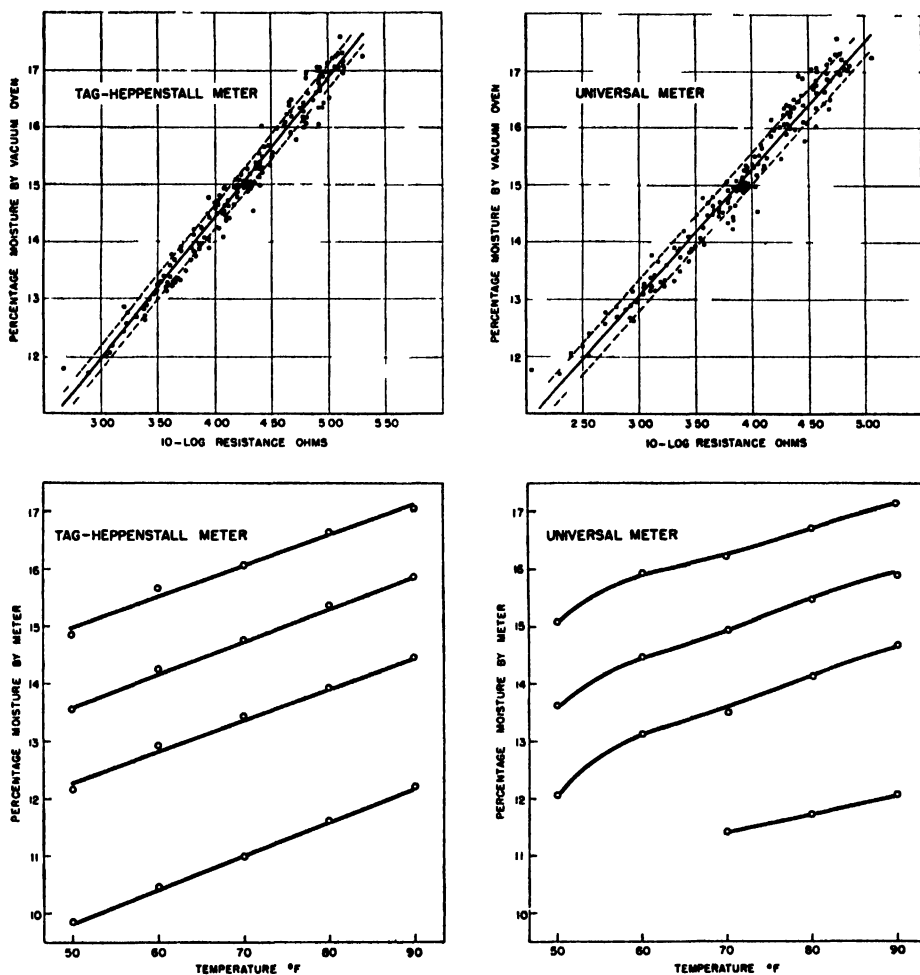 TAG-HEPPENSTALL METER
PERCENTAGE MOISTURE BY VACUUM OVEN
17
16
15
14
13
12
3.00 3.50 4.00 4.50 5.00 5.50
10-LOG RESISTANCE OHMS
UNIVERSAL METER
PERCENTAGE MOISTURE BY VACUUM OVEN
17
16
15
14
13
12
2.50 3.00 3.50 4.00 4.50 5.00
10-LOG RESISTANCE OHMS
TAG-HEPPENSTALL METER
PERCENTAGE MOISTURE BY METER
17
16
15
14
13
12
11
10
50 60 70 80 90
TEMPERATURE °F
UNIVERSAL METER
PERCENTAGE MOISTURE BY METER
17
16
15
14
13
12
11
10
50 60 70 80 90
TEMPERATURE °F